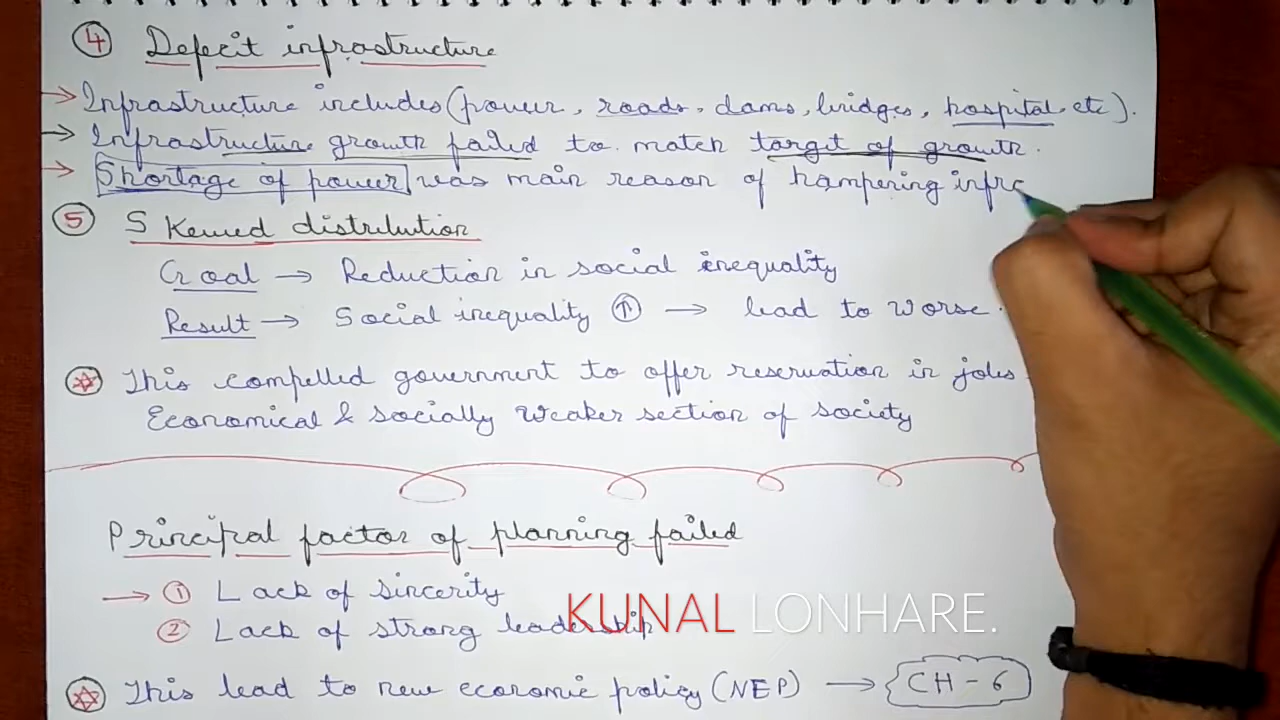 4 Deficit infrastructure
→ Infrastructure includes (power, roads, dams, bridges, hospital etc).
→ Infrastructure growth failed to match target of growth.
→ Shortage of power was main reason of hampering infra
5 Skewed distribution
Goal → Reduction in social inequality
Result → Social inequality ↑ → lead to worse.
This compelled government to offer reservation in jobs
Economical & socially weaker section of society
Principal factor of planning failed
→ 1 Lack of sincerity
2 Lack of strong leadership
KUNAL LONHARE.
This lead to new economic policy (NEP) → CH-6